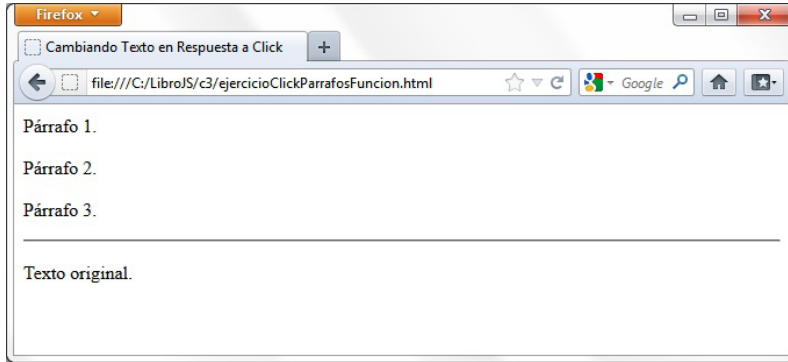 Firefox
Cambiando Texto en Respuesta a Click
file:///C:/LibroJS/c3/ejercicioClickParrafosFuncion.html
Google
Párrafo 1.
Párrafo 2.
Párrafo 3.
Texto original.